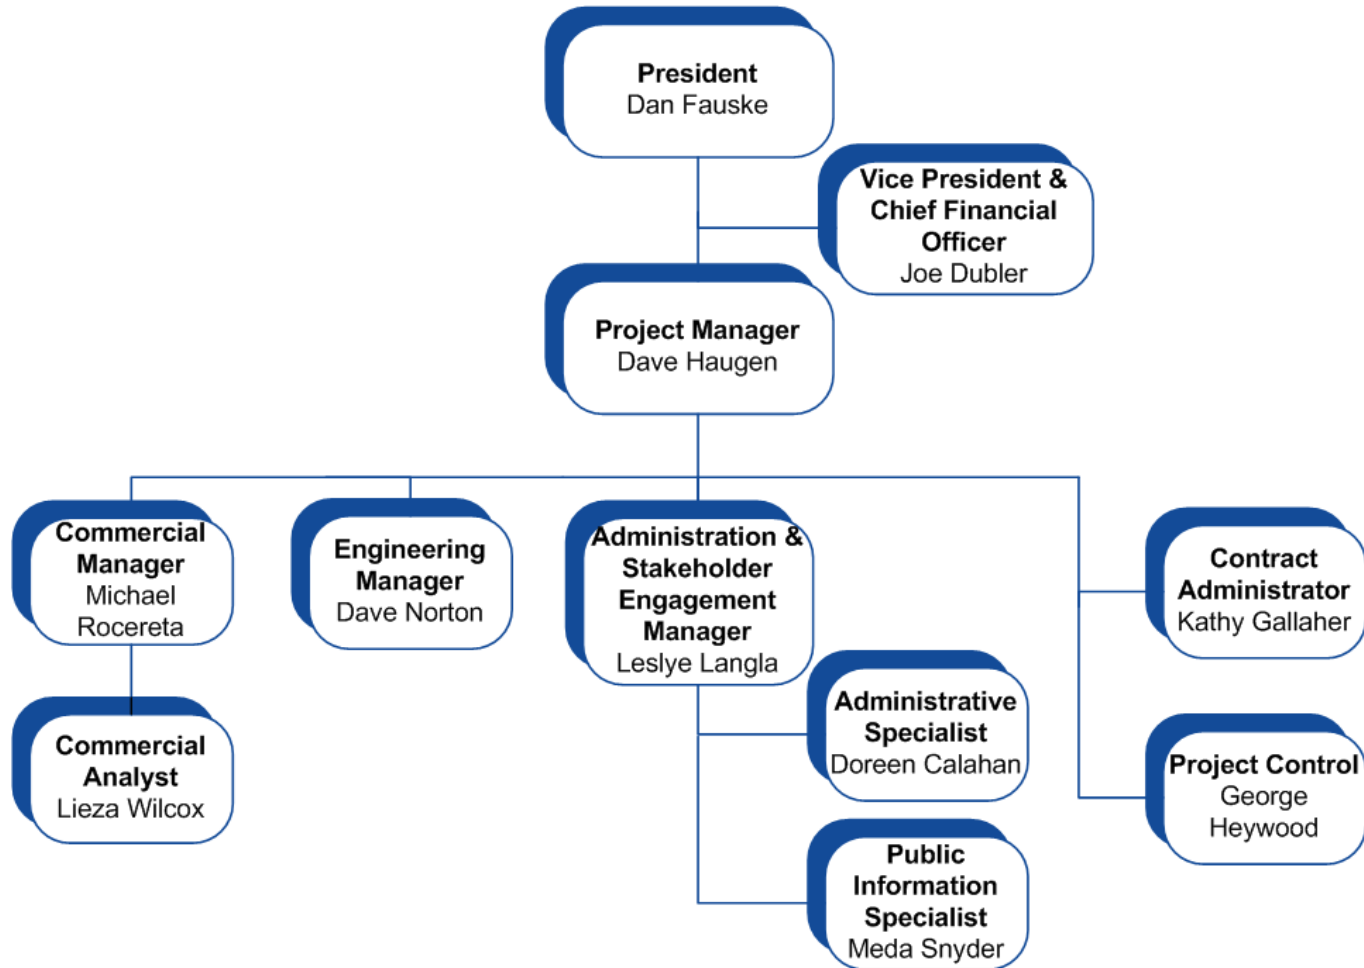 President
Dan Fauske
Vice President &
Chief Financial
Officer
Joe Dubler
Project Manager
Dave Haugen
Commercial
Manager
Michael
Rocereta
Engineering
Manager
Dave Norton
Administration &
Stakeholder
Engagement
Manager
Leslye Langla
Contract
Administrator
Kathy Gallaher
Commercial
Analyst
Lieza Wilcox
Administrative
Specialist
Doreen Calahan
Project Control
George
Heywood
Public
Information
Specialist
Meda Snyder